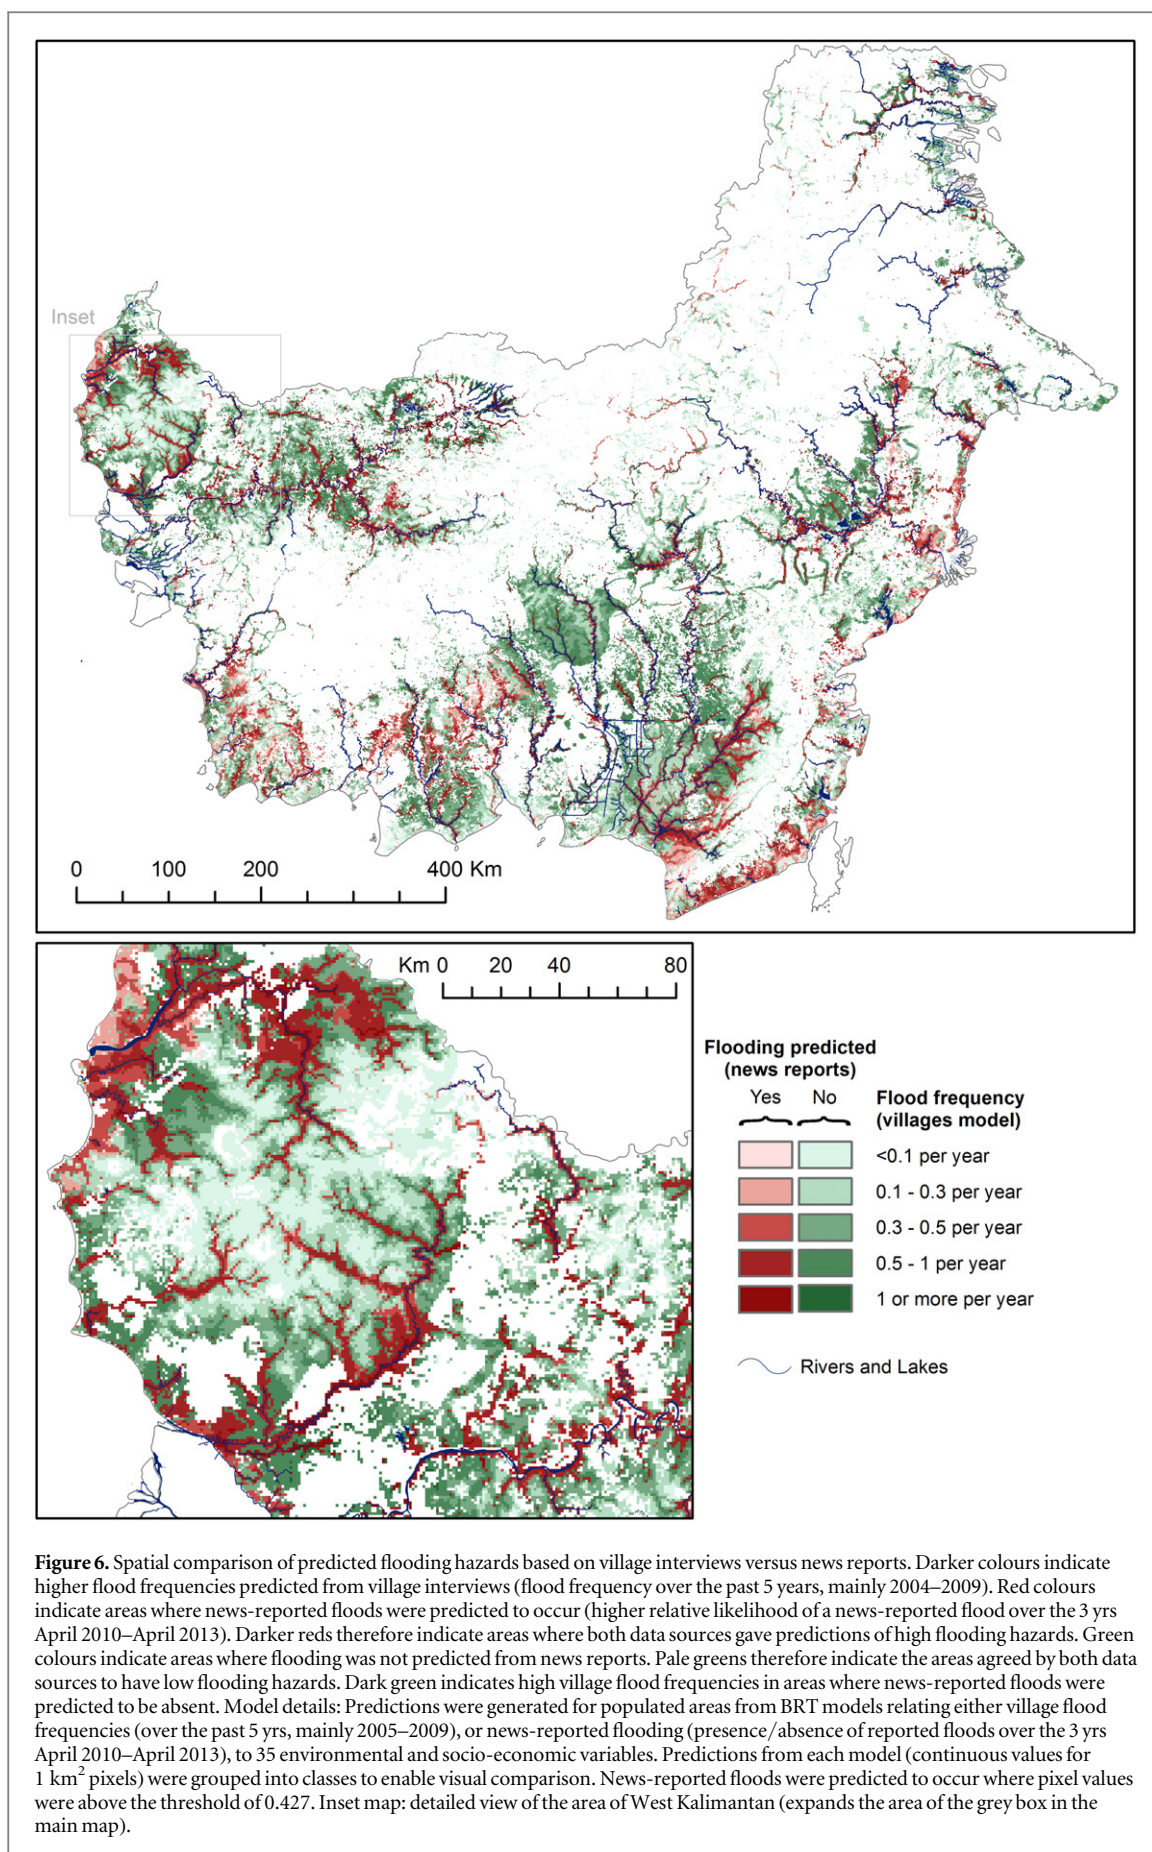 Inset
0 100 200 400 Km
Km 0 20 40 80
Flooding predicted
(news reports)
Yes No
Flood frequency
(villages model)
<0.1 per year
0.1 - 0.3 per year
0.3 - 0.5 per year
0.5 - 1 per year
1 or more per year
Rivers and Lakes
Figure 6. Spatial comparison of predicted flooding hazards based on village interviews versus news reports. Darker colours indicate
higher flood frequencies predicted from village interviews (flood frequency over the past 5 years, mainly 2004–2009). Red colours
indicate areas where news-reported floods were predicted to occur (higher relative likelihood of a news-reported flood over the 3 yrs
April 2010–April 2013). Darker reds therefore indicate areas where both data sources gave predictions of high flooding hazards. Green
colours indicate areas where flooding was not predicted from news reports. Pale greens therefore indicate the areas agreed by both data
sources to have low flooding hazards. Dark green indicates high village flood frequencies in areas where news-reported floods were
predicted to be absent. Model details: Predictions were generated for populated areas from BRT models relating either village flood
frequencies (over the past 5 yrs, mainly 2005–2009), or news-reported flooding (presence/absence of reported floods over the 3 yrs
April 2010–April 2013), to 35 environmental and socio-economic variables. Predictions from each model (continuous values for
1 km² pixels) were grouped into classes to enable visual comparison. News-reported floods were predicted to occur where pixel values
were above the threshold of 0.427. Inset map: detailed view of the area of West Kalimantan (expands the area of the grey box in the
main map).